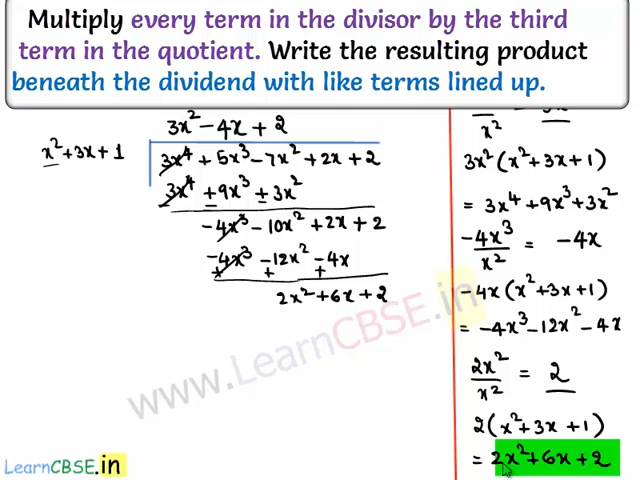 Multiply every term in the divisor by the third
term in the quotient. Write the resulting product
beneath the dividend with like terms lined up.
3x² - 4x + 2
x² + 3x + 1
3x⁴ + 5x³ - 7x² + 2x + 2
3x⁴ + 9x³ + 3x²
- - -
-4x³ - 10x² + 2x + 2
-4x³ - 12x² - 4x
+ + +
2x² + 6x + 2
x²
3x² (x² + 3x + 1)
= 3x⁴ + 9x³ + 3x²
-4x³
x²
= -4x
-4x (x² + 3x + 1)
= -4x³ - 12x² - 4x
2x²
x²
= 2
2 (x² + 3x + 1)
= 2x² + 6x + 2
www.LearnCBSE.in
LearnCBSE.in